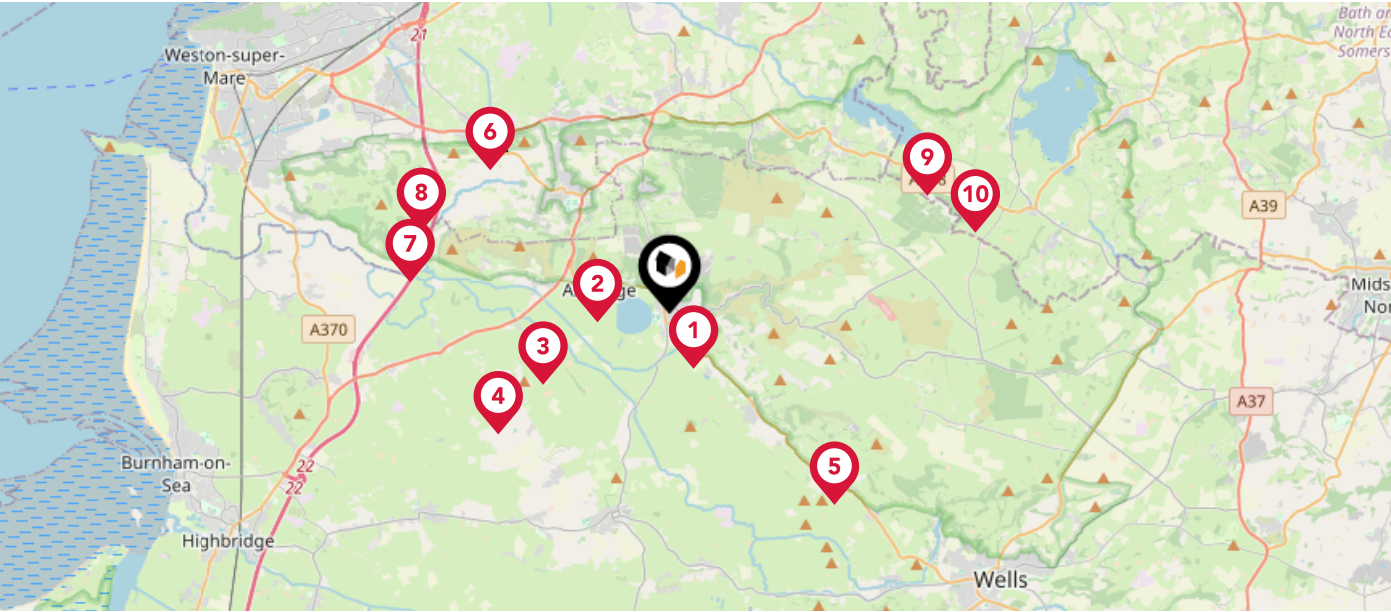 21
Bath an
North Ea
Somers
Weston-super-
Mare
6
9
8
10
A39
7
2
Mids
Nor
1
A370
3
4
A37
Burnham-on-
Sea
22
22
5
Highbridge
Wells